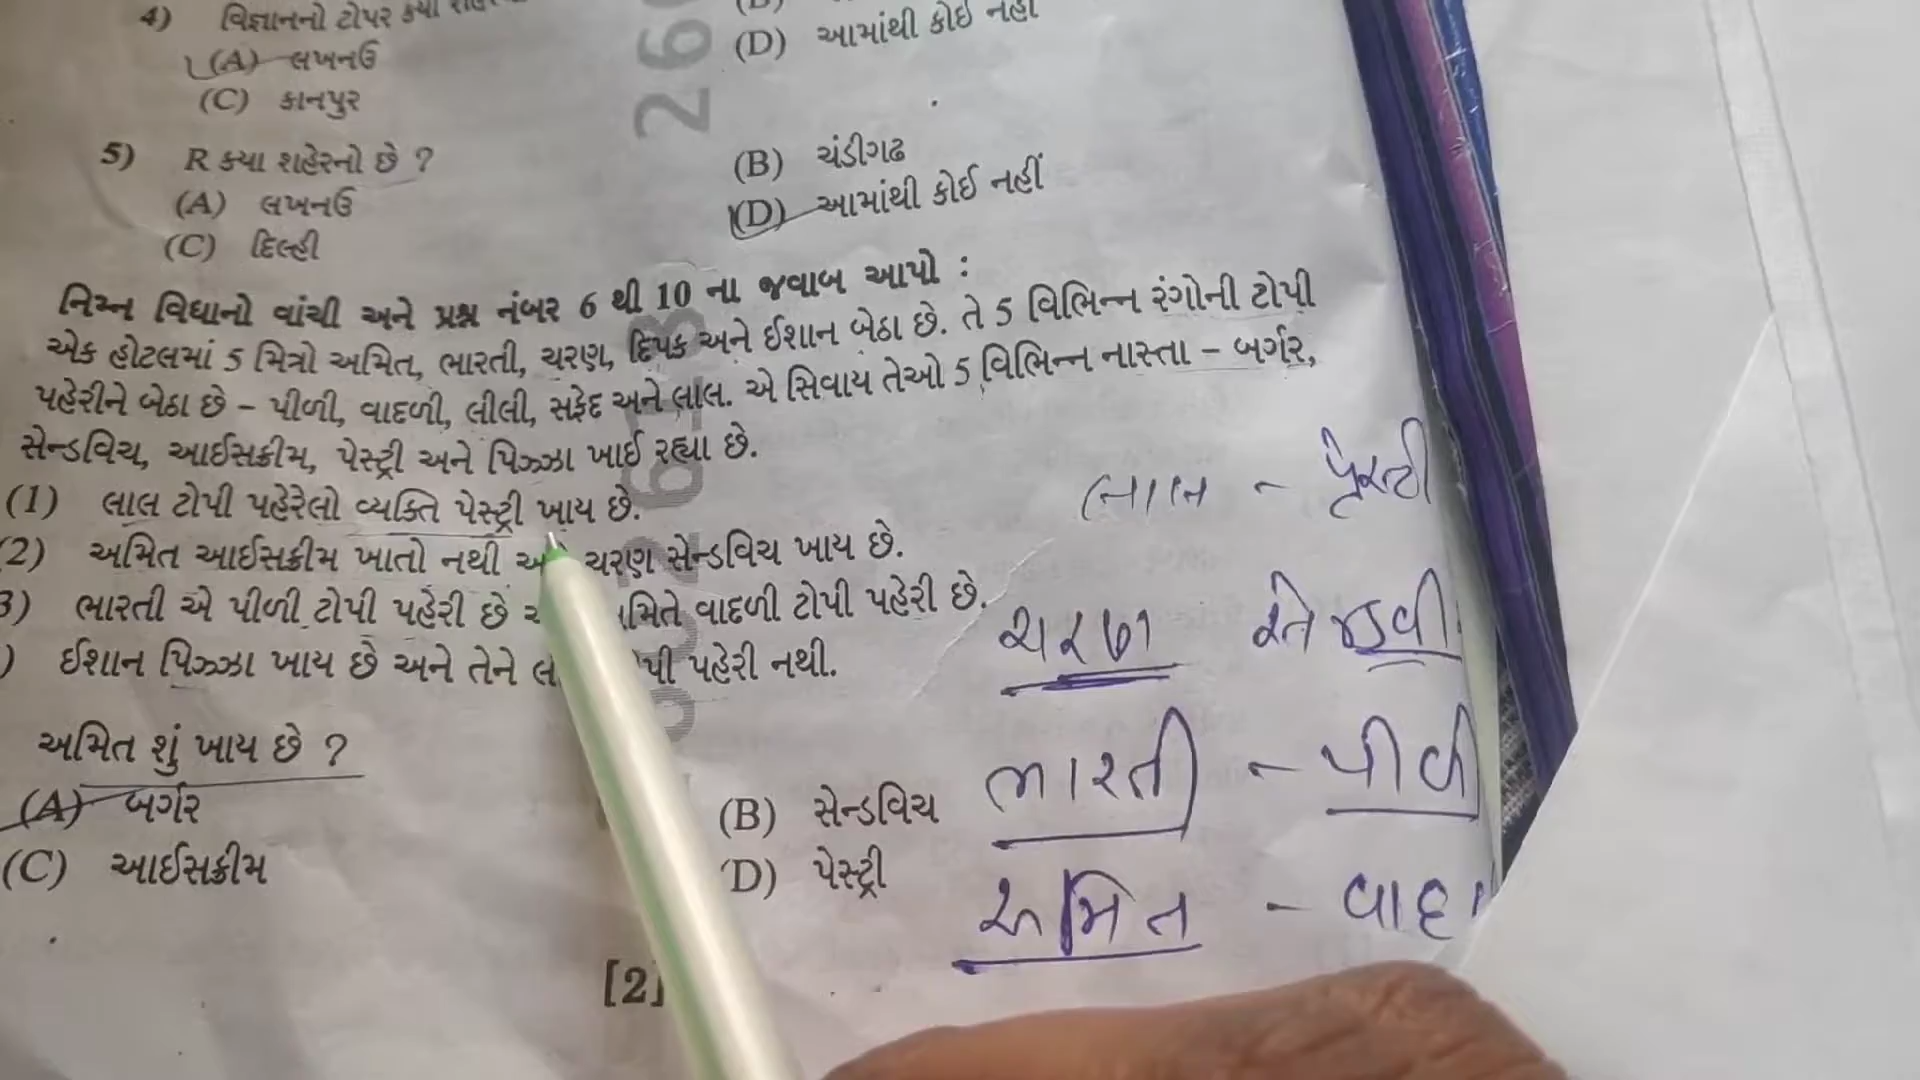 4) વિજ્ઞાનનો ટોપર કયા
(A) લખનઉ
(D) આમાંથી કોઈ નહીં
(C) કાનપુર
5) R કયા શહેરનો છે ?
(A) લખનઉ
(B) ચંડીગઢ
(C) દિલ્હી
(D) આમાંથી કોઈ નહીં
નિમ્ન વિધાનો વાંચી અને પ્રશ્ન નંબર 6 થી 10 ના જવાબ આપો :
એક હોટલમાં 5 મિત્રો અમિત, ભારતી, ચરણ, દિપક અને ઈશાન બેઠા છે. તે 5 વિભિન્ન રંગોની ટોપી
પહેરીને બેઠા છે – પીળી, વાદળી, લીલી, સફેદ અને લાલ. એ સિવાય તેઓ 5 વિભિન્ન નાસ્તા – બર્ગર,
સેન્ડવિચ, આઈસક્રીમ, પેસ્ટ્રી અને પિઝ્ઝા ખાઈ રહ્યા છે.
(1) લાલ ટોપી પહેરેલો વ્યક્તિ પેસ્ટ્રી ખાય છે.
2) અમિત આઈસક્રીમ ખાતો નથી ચરણ સેન્ડવિચ ખાય છે.
3) ભારતી એ પીળી ટોપી પહેરી છે વાદળી ટોપી પહેરી છે.
) ઈશાન પિઝ્ઝા ખાય છે અને તેને પહેરી નથી.
અમિત શું ખાય છે ?
(A) બર્ગર
(B) સેન્ડવિચ
(C) આઈસક્રીમ
D) પેસ્ટ્રી
[2]
લાલ –
ચરણ
ભારતી – પીળી
અમિત –